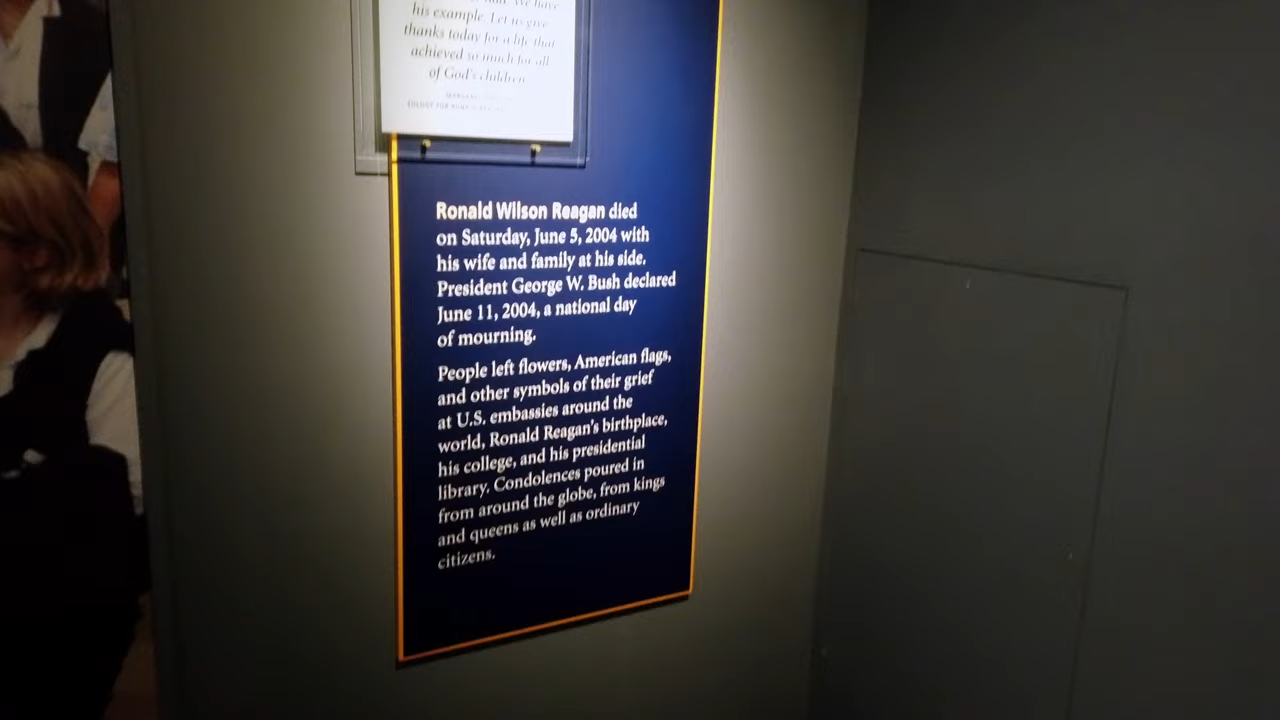 We have
his example. Let us give
thanks today for a life that
achieved so much for all
of God's children
Ronald Wilson Reagan died
on Saturday, June 5, 2004 with
his wife and family at his side.
President George W. Bush declared
June 11, 2004, a national day
of mourning.
People left flowers, American flags,
and other symbols of their grief
at U.S. embassies around the
world, Ronald Reagan's birthplace,
his college, and his presidential
library. Condolences poured in
from around the globe, from kings
and queens as well as ordinary
citizens.